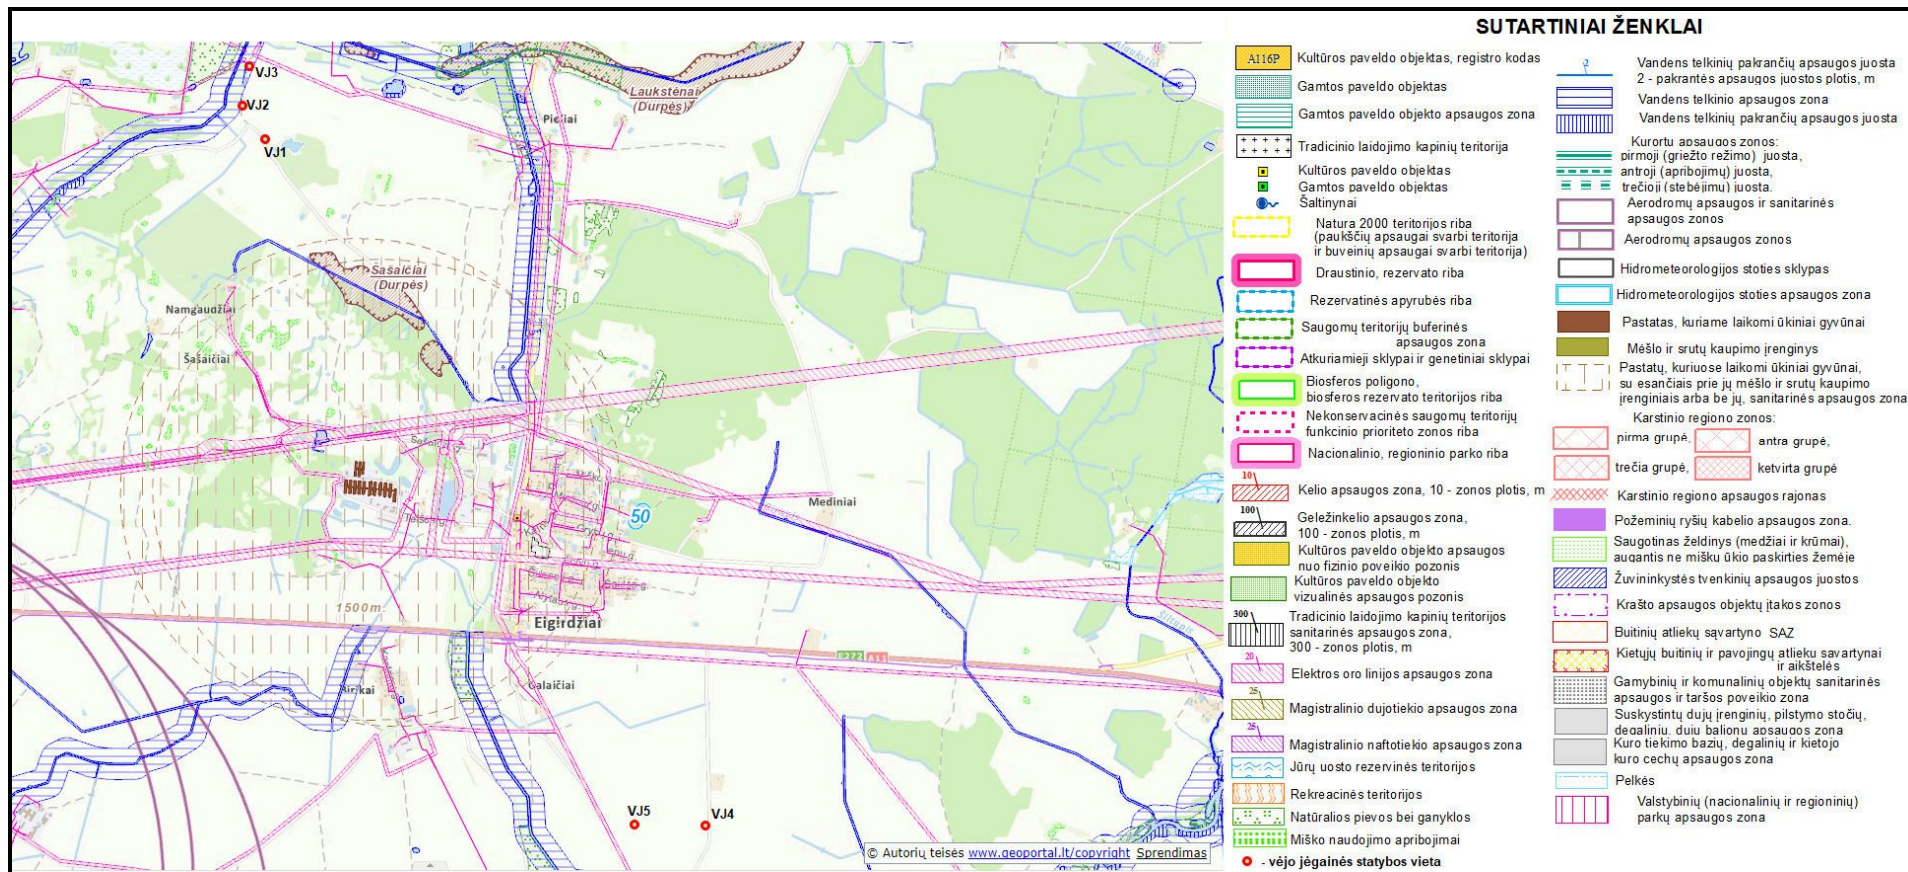 VJ3
VJ2
VJ1
Laukstėnai
(Durpės)
Pieliai
Sašaičiai
(Durpės)
Namgaudžiai
Šašaičiai
Mediniai
50
Telšių g.
1500m.
Eigirdžiai
E272 A11
Šiltupis
Airikai
Galaičiai
VJ5
VJ4
© Autorių teisės www.geoportal.lt/copyright Sprendimas
SUTARTINIAI ŽENKLAI
A116P Kultūros paveldo objektas, registro kodas
Gamtos paveldo objektas
Gamtos paveldo objekto apsaugos zona
Tradicinio laidojimo kapinių teritorija
Kultūros paveldo objektas
Gamtos paveldo objektas
Šaltinynai
Natura 2000 teritorijos riba
(paukščių apsaugai svarbi teritorija
ir buveinių apsaugai svarbi teritorija)
Draustinio, rezervato riba
Rezervatinės apyrubės riba
Saugomų teritorijų buferinės
apsaugos zona
Atkuriamieji sklypai ir genetiniai sklypai
Biosferos poligono,
biosferos rezervato teritorijos riba
Nekonservacinės saugomų teritorijų
funkcinio prioriteto zonos riba
Nacionalinio, regioninio parko riba
10 Kelio apsaugos zona, 10 - zonos plotis, m
100 Geležinkelio apsaugos zona,
100 - zonos plotis, m
Kultūros paveldo objekto apsaugos
nuo fizinio poveikio pozonis
Kultūros paveldo objekto
vizualinės apsaugos pozonis
300 Tradicinio laidojimo kapinių teritorijos
sanitarinės apsaugos zona,
300 - zonos plotis, m
20 Elektros oro linijos apsaugos zona
25 Magistralinio dujotiekio apsaugos zona
25 Magistralinio naftotiekio apsaugos zona
Jūrų uosto rezervinės teritorijos
Rekreacinės teritorijos
Natūralios pievos bei ganyklos
Miško naudojimo apribojimai
- vėjo jėgainės statybos vieta
2 Vandens telkinių pakrančių apsaugos juosta
2 - pakrantės apsaugos juostos plotis, m
Vandens telkinio apsaugos zona
Vandens telkinių pakrančių apsaugos juosta
Kurortu apsaugos zonos:
pirmoji (griežto režimo) juosta,
antroji (apribojimų) juosta,
trečioji (stebėjimų) juosta.
Aerodromų apsaugos ir sanitarinės
apsaugos zonos
Aerodromų apsaugos zonos
Hidrometeorologijos stoties sklypas
Hidrometeorologijos stoties apsaugos zona
Pastatas, kuriame laikomi ūkiniai gyvūnai
Mėšlo ir srutų kaupimo įrenginys
Pastatų, kuriuose laikomi ūkiniai gyvūnai,
su esančiais prie jų mėšlo ir srutų kaupimo
įrenginiais arba be jų, sanitarinės apsaugos zona
Karstinio regiono zonos:
pirma grupė, antra grupė,
trečia grupė, ketvirta grupė
Karstinio regiono apsaugos rajonas
Požeminių ryšių kabelio apsaugos zona.
Saugotinas želdinys (medžiai ir krūmai),
augantis ne miškų ūkio paskirties žemėje
Žuvininkystės tvenkinių apsaugos juostos
Krašto apsaugos objektų įtakos zonos
Buitinių atliekų sąvartyno SAZ
Kietųjų buitinių ir pavojingų atlieku savartynai
ir aikštelės
Gamybinių ir komunalinių objektų sanitarinės
apsaugos ir taršos poveikio zona
Suskystintų dujų įrenginių, pilstymo stočių,
degalinių, dujų balionų apsaugos zona
Kuro tiekimo bazių, degalinių ir kietojo
kuro cechų apsaugos zona
Pelkės
Valstybinių (nacionalinių ir regioninių)
parkų apsaugos zona